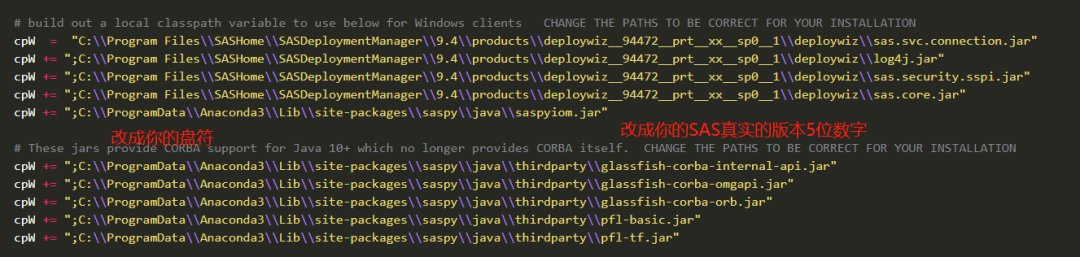 # build out a local classpath variable to use below for Windows clients   CHANGE THE PATHS TO BE CORRECT FOR YOUR INSTALLATION
cpW  =  "C:\\Program Files\\SASHome\\SASDeploymentManager\\9.4\\products\\deploywiz__94472__prt__xx__sp0__1\\deploywiz\\sas.svc.connection.jar"
cpW += ";C:\\Program Files\\SASHome\\SASDeploymentManager\\9.4\\products\\deploywiz__94472__prt__xx__sp0__1\\deploywiz\\log4j.jar"
cpW += ";C:\\Program Files\\SASHome\\SASDeploymentManager\\9.4\\products\\deploywiz__94472__prt__xx__sp0__1\\deploywiz\\sas.security.sspi.jar"
cpW += ";C:\\Program Files\\SASHome\\SASDeploymentManager\\9.4\\products\\deploywiz__94472__prt__xx__sp0__1\\deploywiz\\sas.core.jar"
cpW += ";C:\\ProgramData\\Anaconda3\\Lib\\site-packages\\saspy\\java\\saspyiom.jar"
改成你的盘符
改成你的SAS真实的版本5位数字
# These jars provide CORBA support for Java 10+ which no longer provides CORBA itself.  CHANGE THE PATHS TO BE CORRECT FOR YOUR INSTALLATION
cpW += ";C:\\ProgramData\\Anaconda3\\Lib\\site-packages\\saspy\\java\\thirdparty\\glassfish-corba-internal-api.jar"
cpW += ";C:\\ProgramData\\Anaconda3\\Lib\\site-packages\\saspy\\java\\thirdparty\\glassfish-corba-omgapi.jar"
cpW += ";C:\\ProgramData\\Anaconda3\\Lib\\site-packages\\saspy\\java\\thirdparty\\glassfish-corba-orb.jar"
cpW += ";C:\\ProgramData\\Anaconda3\\Lib\\site-packages\\saspy\\java\\thirdparty\\pfl-basic.jar"
cpW += ";C:\\ProgramData\\Anaconda3\\Lib\\site-packages\\saspy\\java\\thirdparty\\pfl-tf.jar"